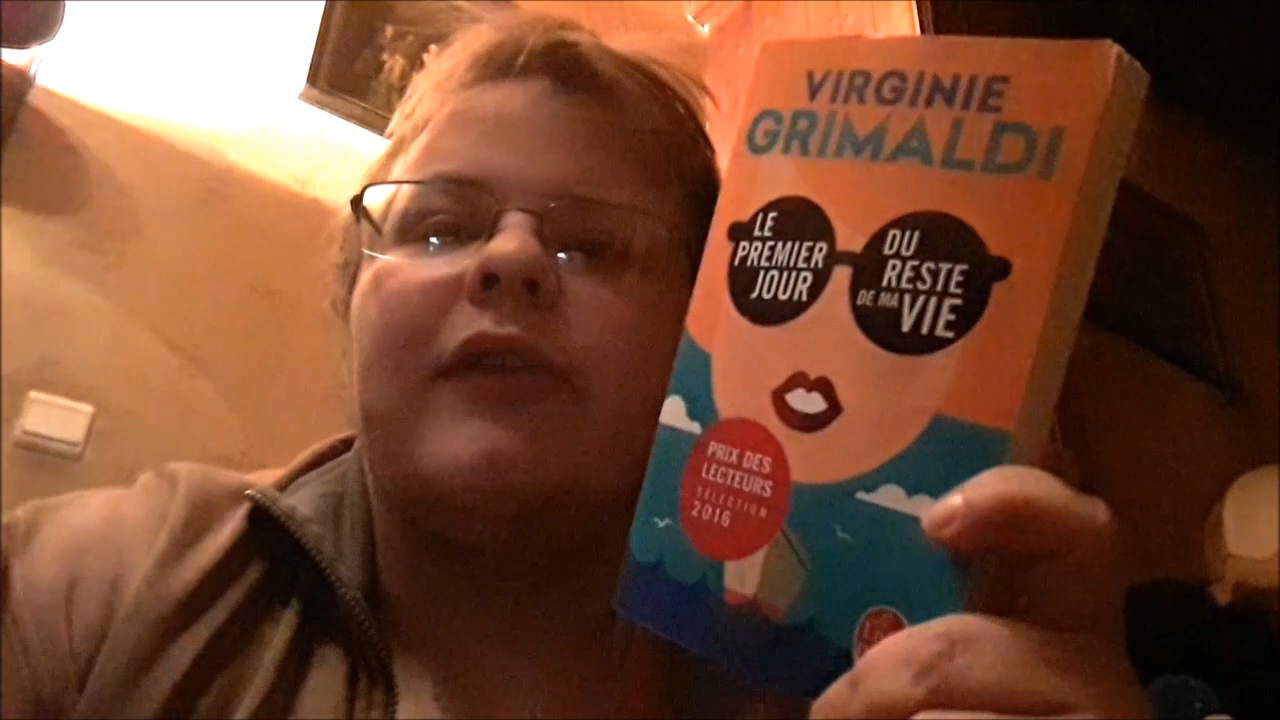 VIRGINIE
GRIMALDI
LE
PREMIER
JOUR
DU
RESTE
DE MA VIE
PRIX DES
LECTEURS
SÉLECTION
2016